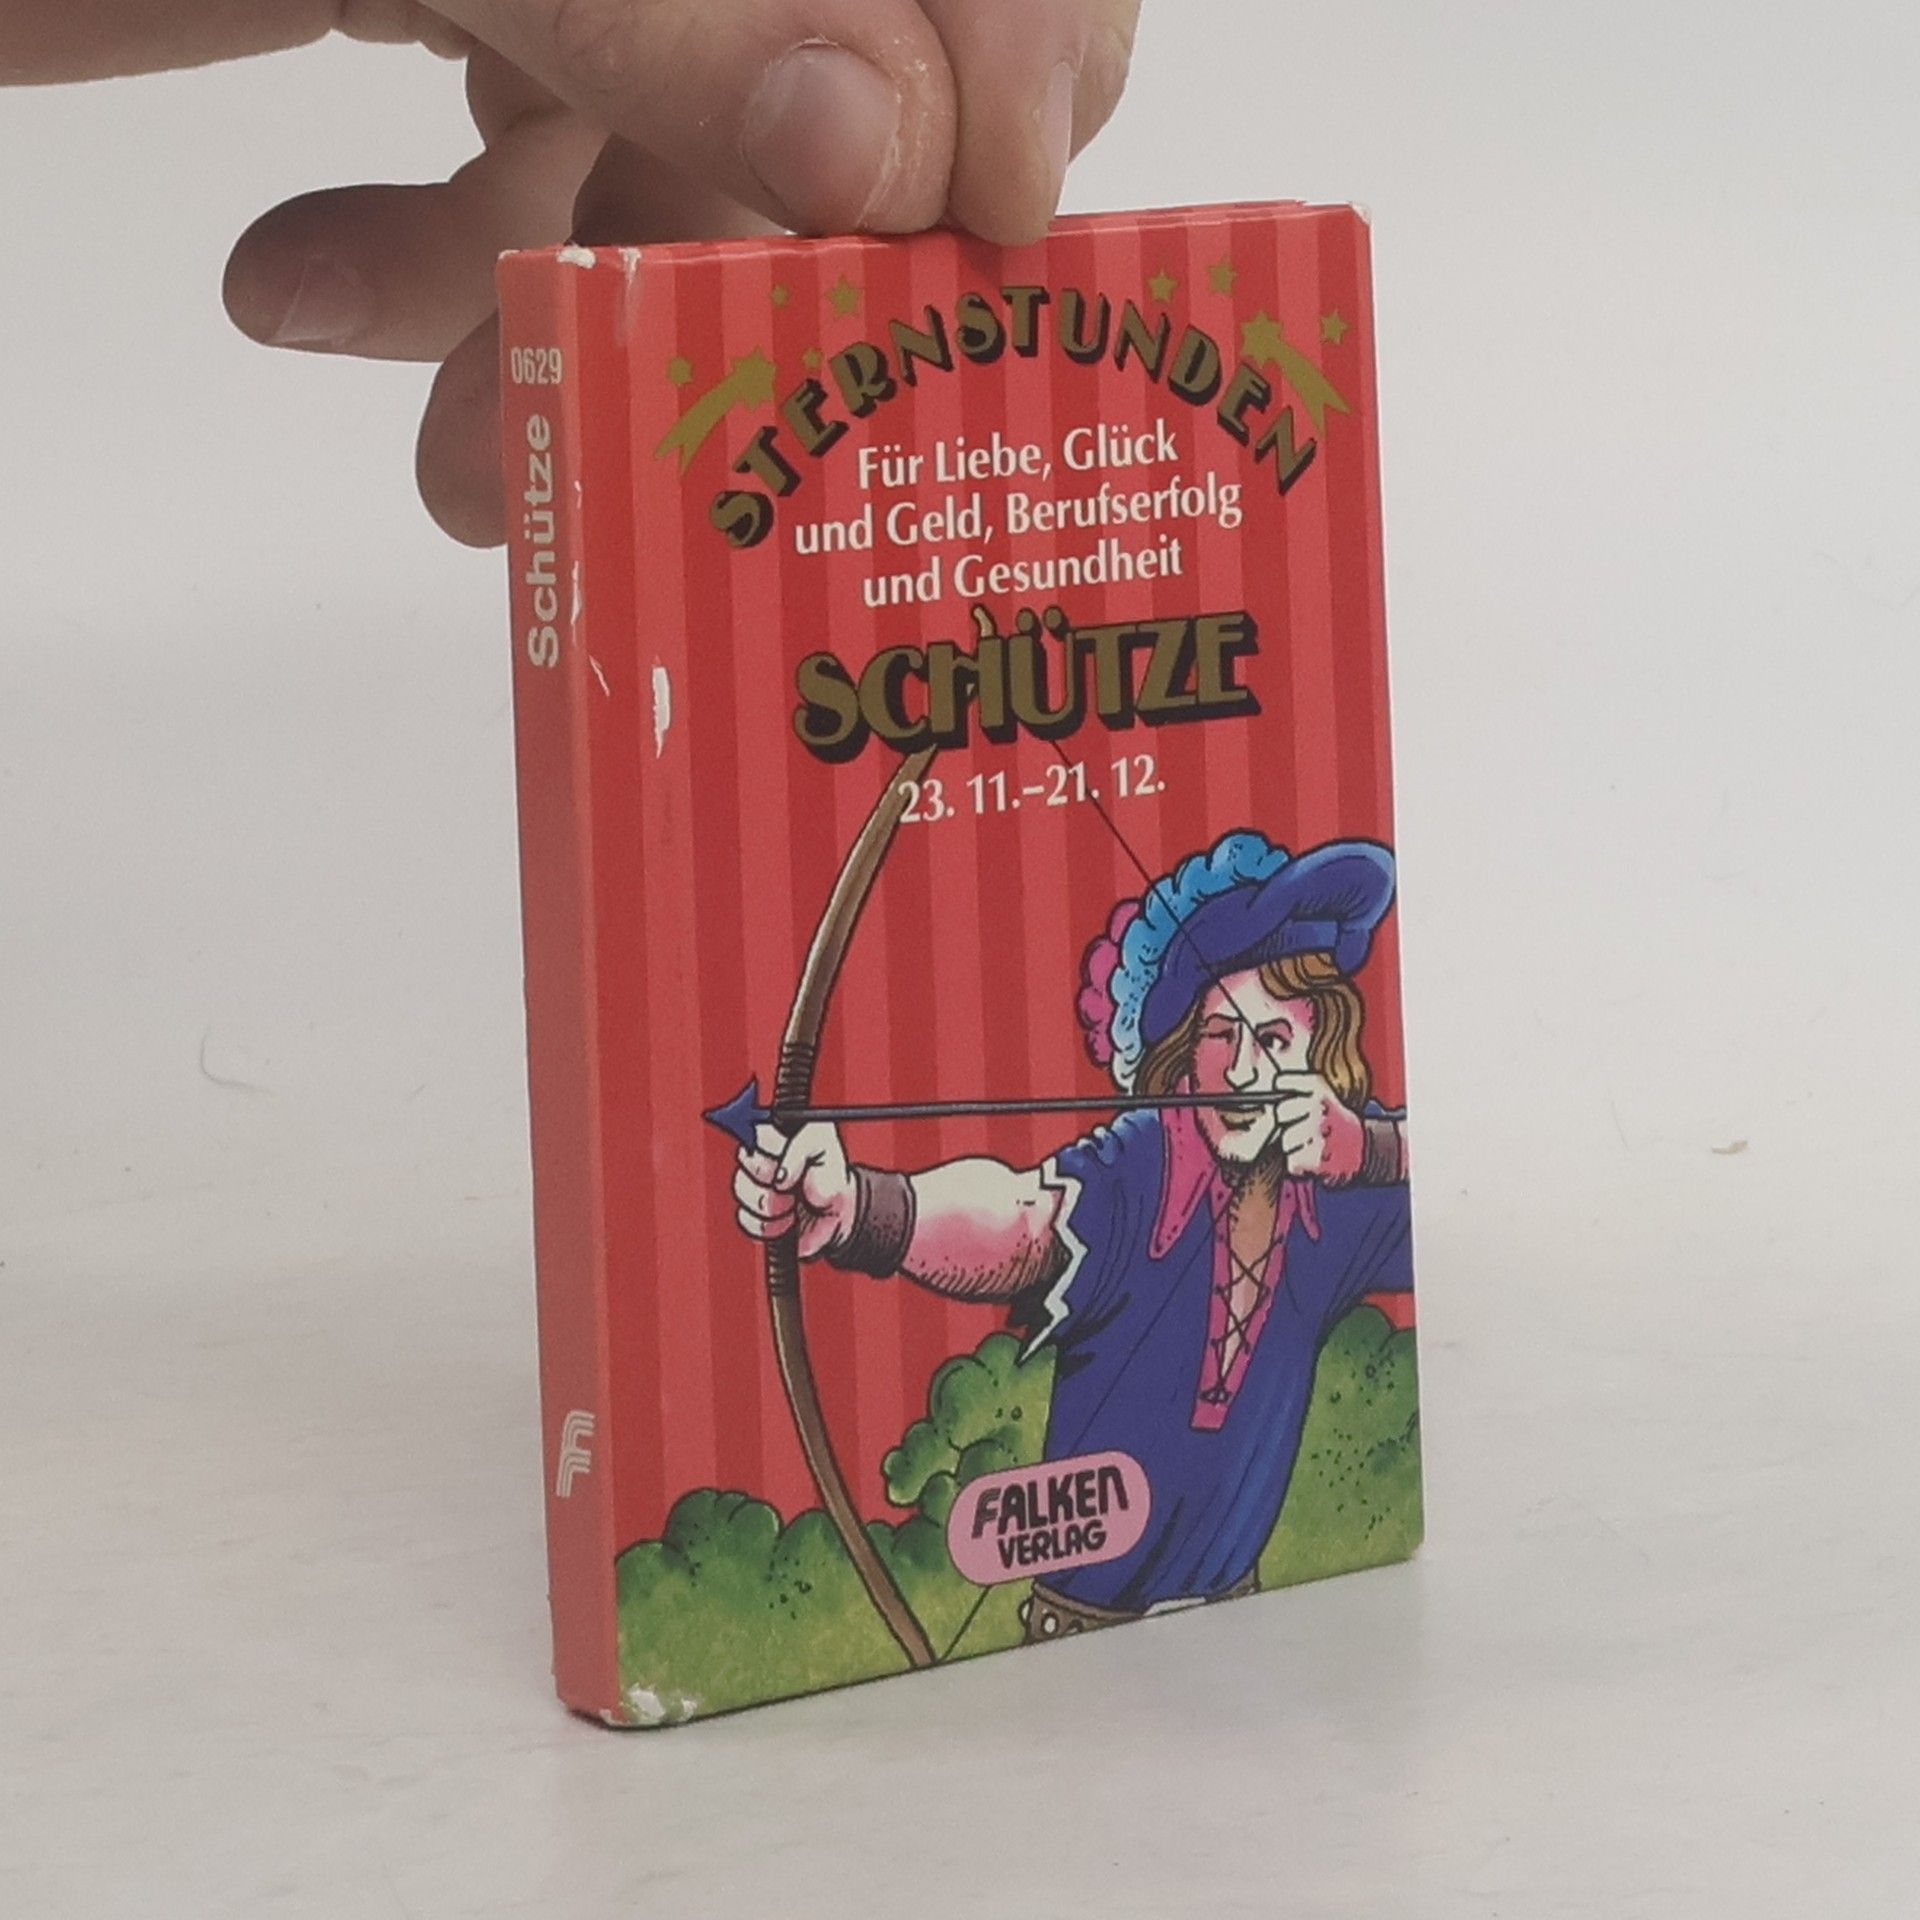 0629
Schütze
STERNSTUNDEN
Für Liebe, Glück
und Geld, Berufserfolg
und Gesundheit
SCHÜTZE
23. 11.–21. 12.
FALKEN
VERLAG